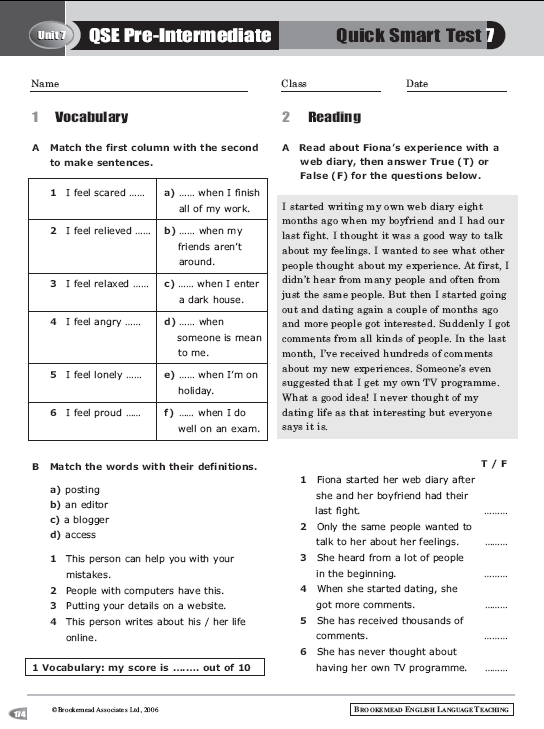 Unit 7
QSE Pre-Intermediate
Quick Smart Test 7
Name
Class
Date
1 Vocabulary
A Match the first column with the second
to make sentences.
1 I feel scared ......
a) ...... when I finish
all of my work.
2 I feel relieved ......
b) ...... when my
friends aren't
around.
3 I feel relaxed ......
c) ...... when I enter
a dark house.
4 I feel angry ......
d) ...... when
someone is mean
to me.
5 I feel lonely ......
e) ...... when I'm on
holiday.
6 I feel proud ......
f) ...... when I do
well on an exam.
B Match the words with their definitions.
a) posting
b) an editor
c) a blogger
d) access
1 This person can help you with your
mistakes.
2 People with computers have this.
3 Putting your details on a website.
4 This person writes about his / her life
online.
1 Vocabulary: my score is ........ out of 10
2 Reading
A Read about Fiona's experience with a
web diary, then answer True (T) or
False (F) for the questions below.
I started writing my own web diary eight
months ago when my boyfriend and I had our
last fight. I thought it was a good way to talk
about my feelings. I wanted to see what other
people thought about my experience. At first, I
didn't hear from many people and often from
just the same people. But then I started going
out and dating again a couple of months ago
and more people got interested. Suddenly I got
comments from all kinds of people. In the last
month, I've received hundreds of comments
about my new experiences. Someone's even
suggested that I get my own TV programme.
What a good idea! I never thought of my
dating life as that interesting but everyone
says it is.
T / F
1 Fiona started her web diary after
she and her boyfriend had their
last fight. .........
2 Only the same people wanted to
talk to her about her feelings. .........
3 She heard from a lot of people
in the beginning. .........
4 When she started dating, she
got more comments. .........
5 She has received thousands of
comments. .........
6 She has never thought about
having her own TV programme. .........
174
©Brookemead Associates Ltd, 2006
BROOKEMEAD ENGLISH LANGUAGE TEACHING